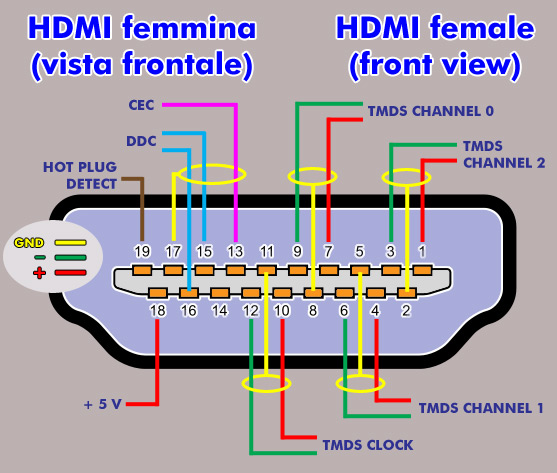 HDMI femmina
(vista frontale)
HDMI female
(front view)
CEC
DDC
HOT PLUG
DETECT
TMDS CHANNEL 0
TMDS
CHANNEL 2
GND
-
+
19 17 15 13 11 9 7 5 3 1
18 16 14 12 10 8 6 4 2
+ 5 V
TMDS CHANNEL 1
TMDS CLOCK